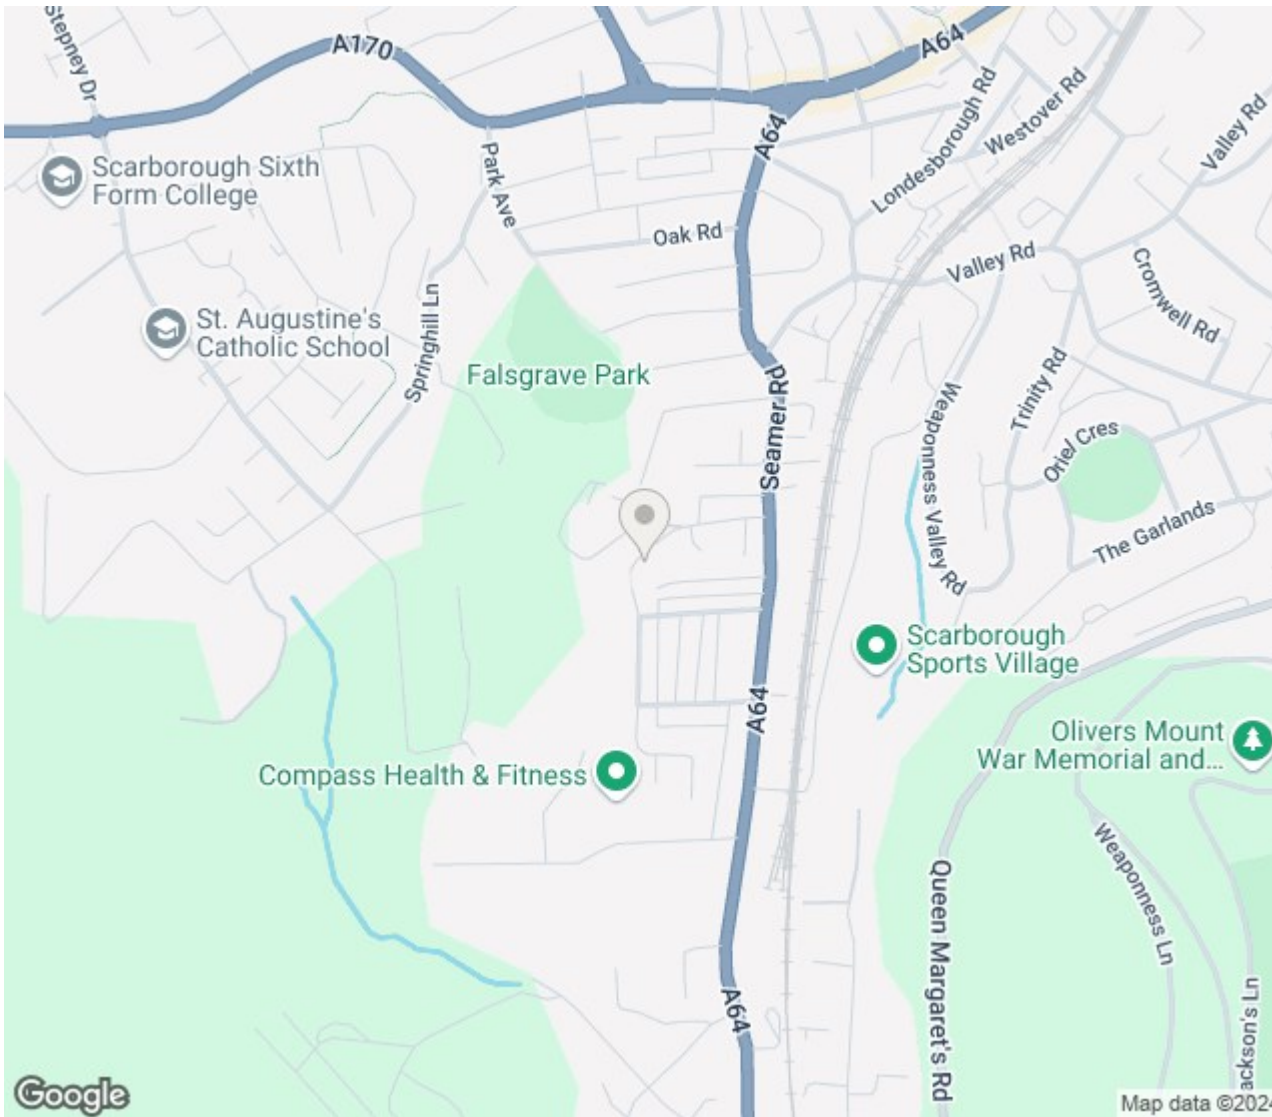 Stepney Dr
A170
A64
Londesborough Rd
Westover Rd
Valley Rd
A64
Scarborough Sixth
Form College
Park Ave
Oak Rd
Valley Rd
Cromwell Rd
St. Augustine's
Catholic School
Springhill Ln
Falsgrave Park
Seamer Rd
Weaponness Valley Rd
Trinity Rd
Oriel Cres
The Garlands
Scarborough
Sports Village
A64
Olivers Mount
War Memorial and...
Compass Health & Fitness
Weaponness Ln
Queen Margaret's Rd
A64
ackson's Ln
Google
Map data ©2024